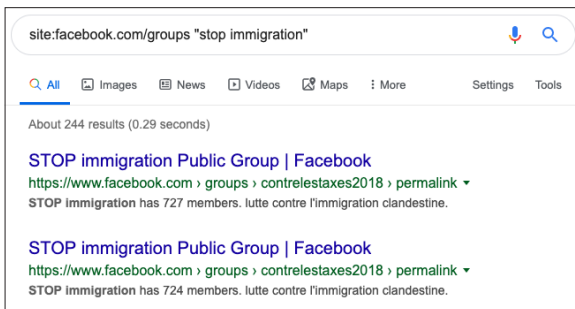 site:facebook.com/groups "stop immigration"
All Images News Videos Maps More Settings Tools
About 244 results (0.29 seconds)
STOP immigration Public Group | Facebook
https://www.facebook.com › groups › contrelestaxes2018 › permalink
STOP immigration has 727 members. lutte contre l'immigration clandestine.
STOP immigration Public Group | Facebook
https://www.facebook.com › groups › contrelestaxes2018 › permalink
STOP immigration has 724 members. lutte contre l'immigration clandestine.